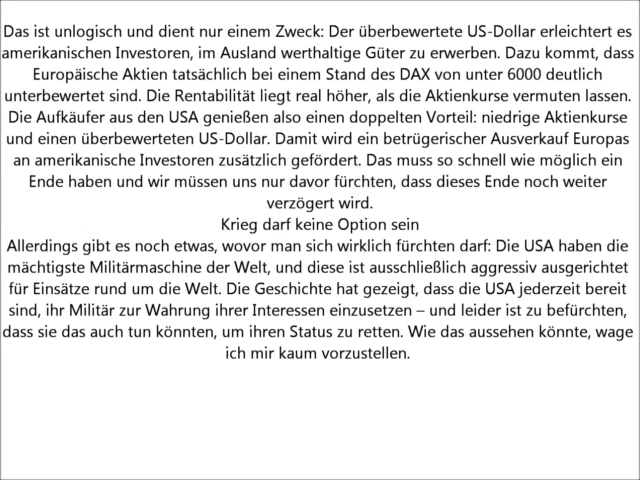 Das ist unlogisch und dient nur einem Zweck: Der überbewertete US-Dollar erleichtert es
amerikanischen Investoren, im Ausland werthaltige Güter zu erwerben. Dazu kommt, dass
Europäische Aktien tatsächlich bei einem Stand des DAX von unter 6000 deutlich
unterbewertet sind. Die Rentabilität liegt real höher, als die Aktienkurse vermuten lassen.
Die Aufkäufer aus den USA genießen also einen doppelten Vorteil: niedrige Aktienkurse
und einen überbewerteten US-Dollar. Damit wird ein betrügerischer Ausverkauf Europas
an amerikanische Investoren zusätzlich gefördert. Das muss so schnell wie möglich ein
Ende haben und wir müssen uns nur davor fürchten, dass dieses Ende noch weiter
verzögert wird.
Krieg darf keine Option sein
Allerdings gibt es noch etwas, wovor man sich wirklich fürchten darf: Die USA haben die
mächtigste Militärmaschine der Welt, und diese ist ausschließlich aggressiv ausgerichtet
für Einsätze rund um die Welt. Die Geschichte hat gezeigt, dass die USA jederzeit bereit
sind, ihr Militär zur Wahrung ihrer Interessen einzusetzen – und leider ist zu befürchten,
dass sie das auch tun könnten, um ihren Status zu retten. Wie das aussehen könnte, wage
ich mir kaum vorzustellen.